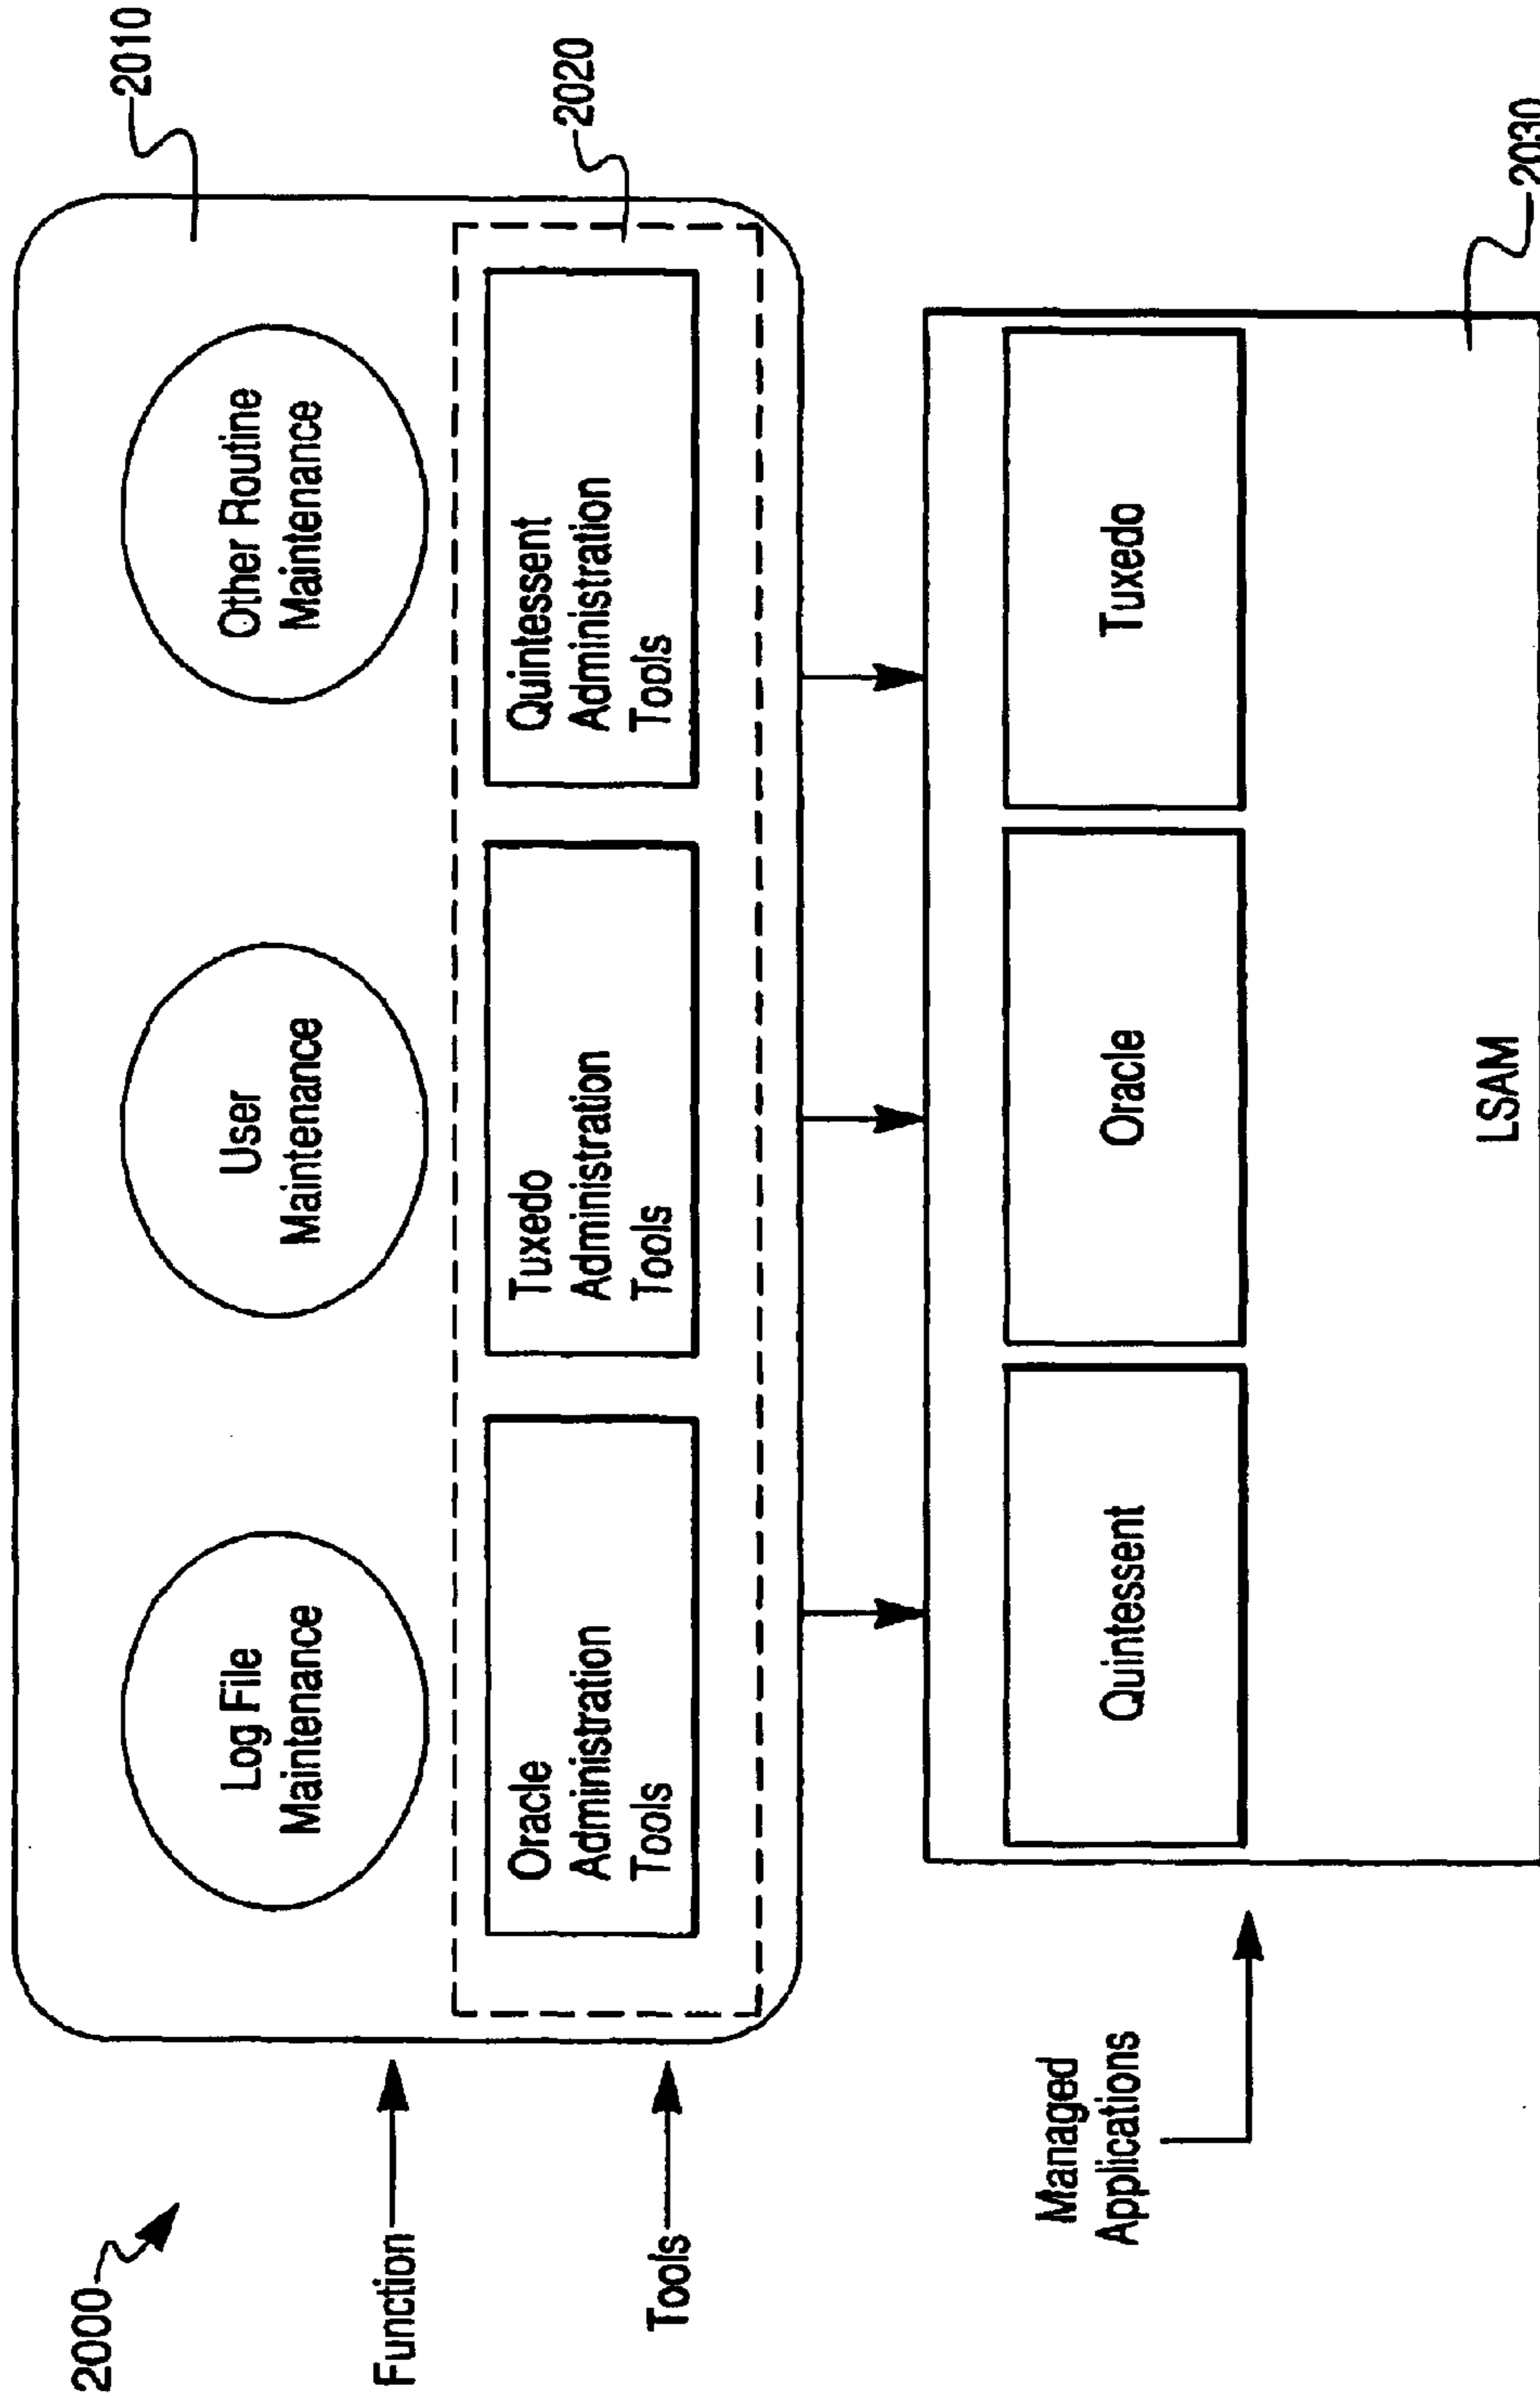 2000
2010
Function
Log File
Maintenance
User
Maintenance
Other Routine
Maintenance
2020
Tools
Oracle
Administration
Tools
Tuxedo
Administration
Tools
Quintessent
Administration
Tools
Managed
Applications
Quintessent
Oracle
Tuxedo
2030
LSAM